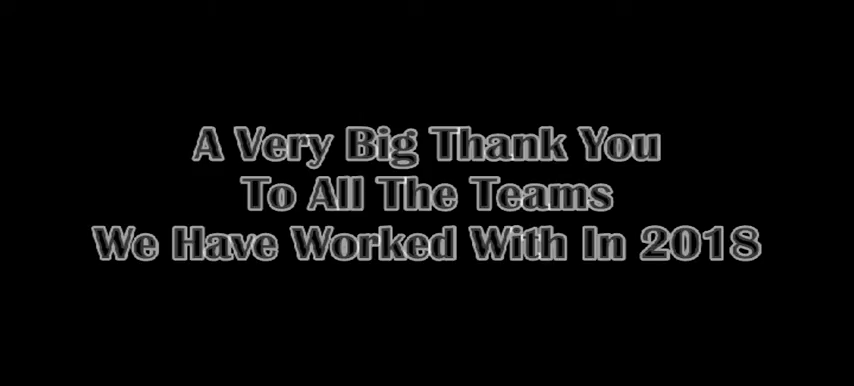 A Very Big Thank You
To All The Teams
We Have Worked With In 2018